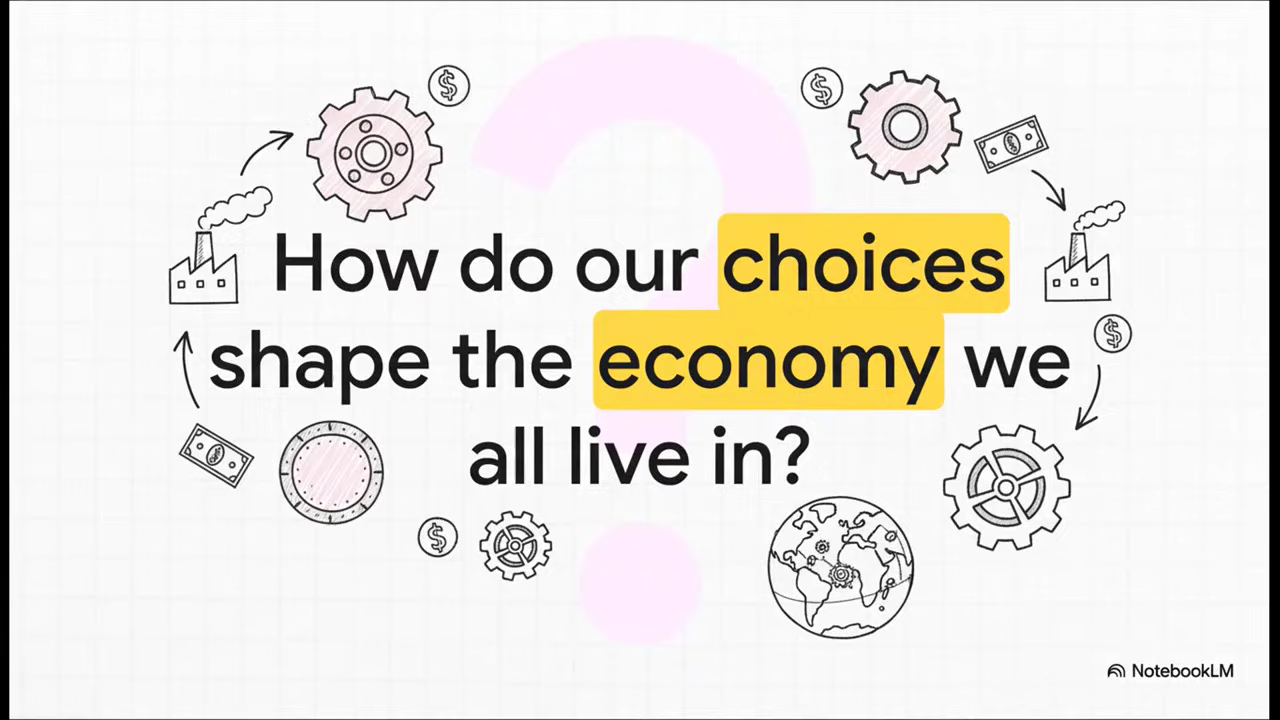 How do our choices
shape the economy we
all live in?
NotebookLM